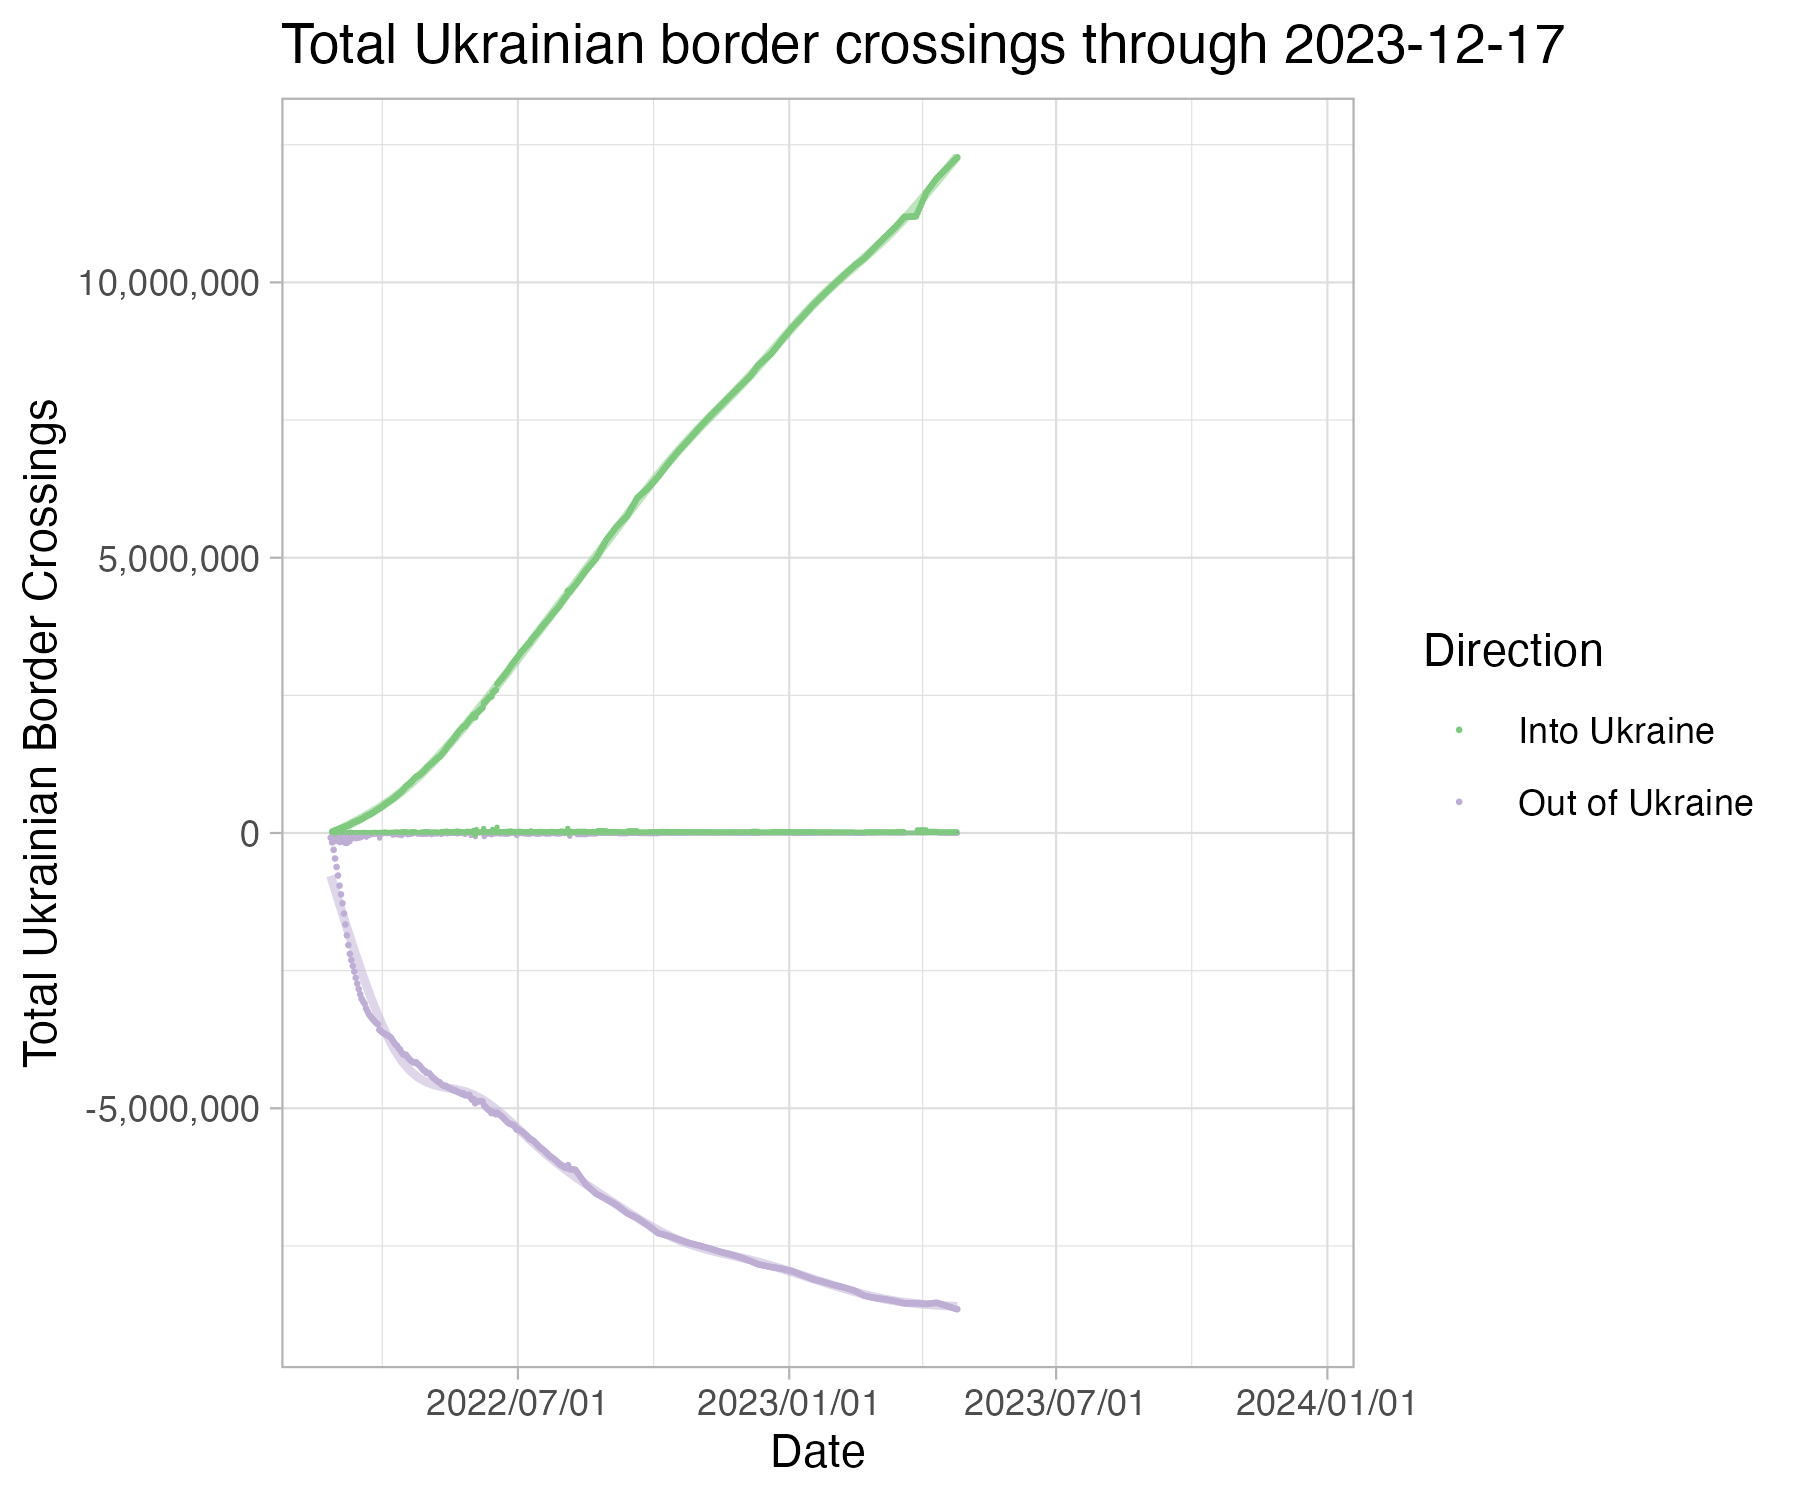 Total Ukrainian border crossings through 2023-12-17
Total Ukrainian Border Crossings
10,000,000
5,000,000
0
-5,000,000
2022/07/01
2023/01/01
2023/07/01
2024/01/01
Date
Direction
Into Ukraine
Out of Ukraine